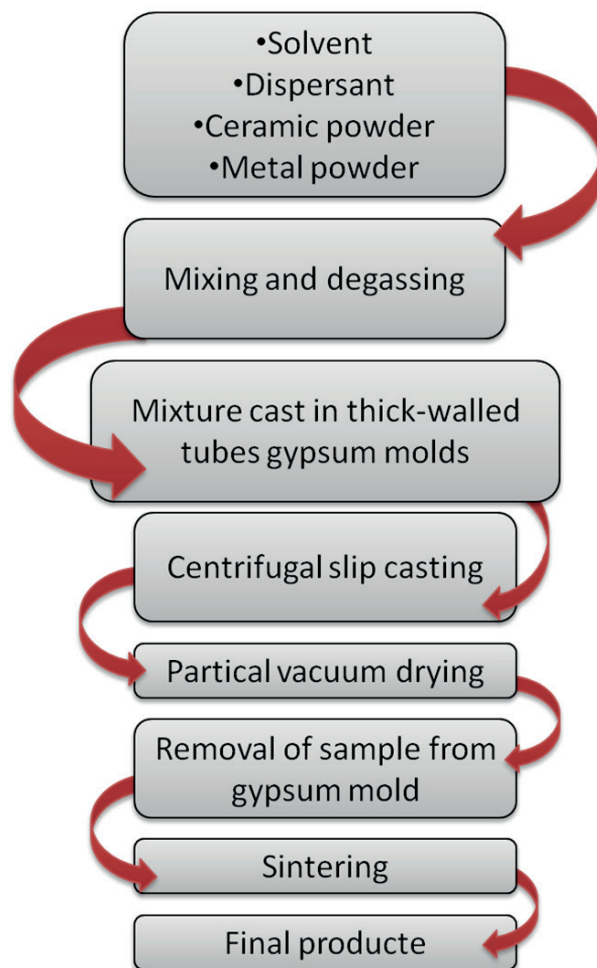 •Solvent
•Dispersant
•Ceramic powder
•Metal powder
Mixing and degassing
Mixture cast in thick-walled
tubes gypsum molds
Centrifugal slip casting
Partical vacuum drying
Removal of sample from
gypsum mold
Sintering
Final producte